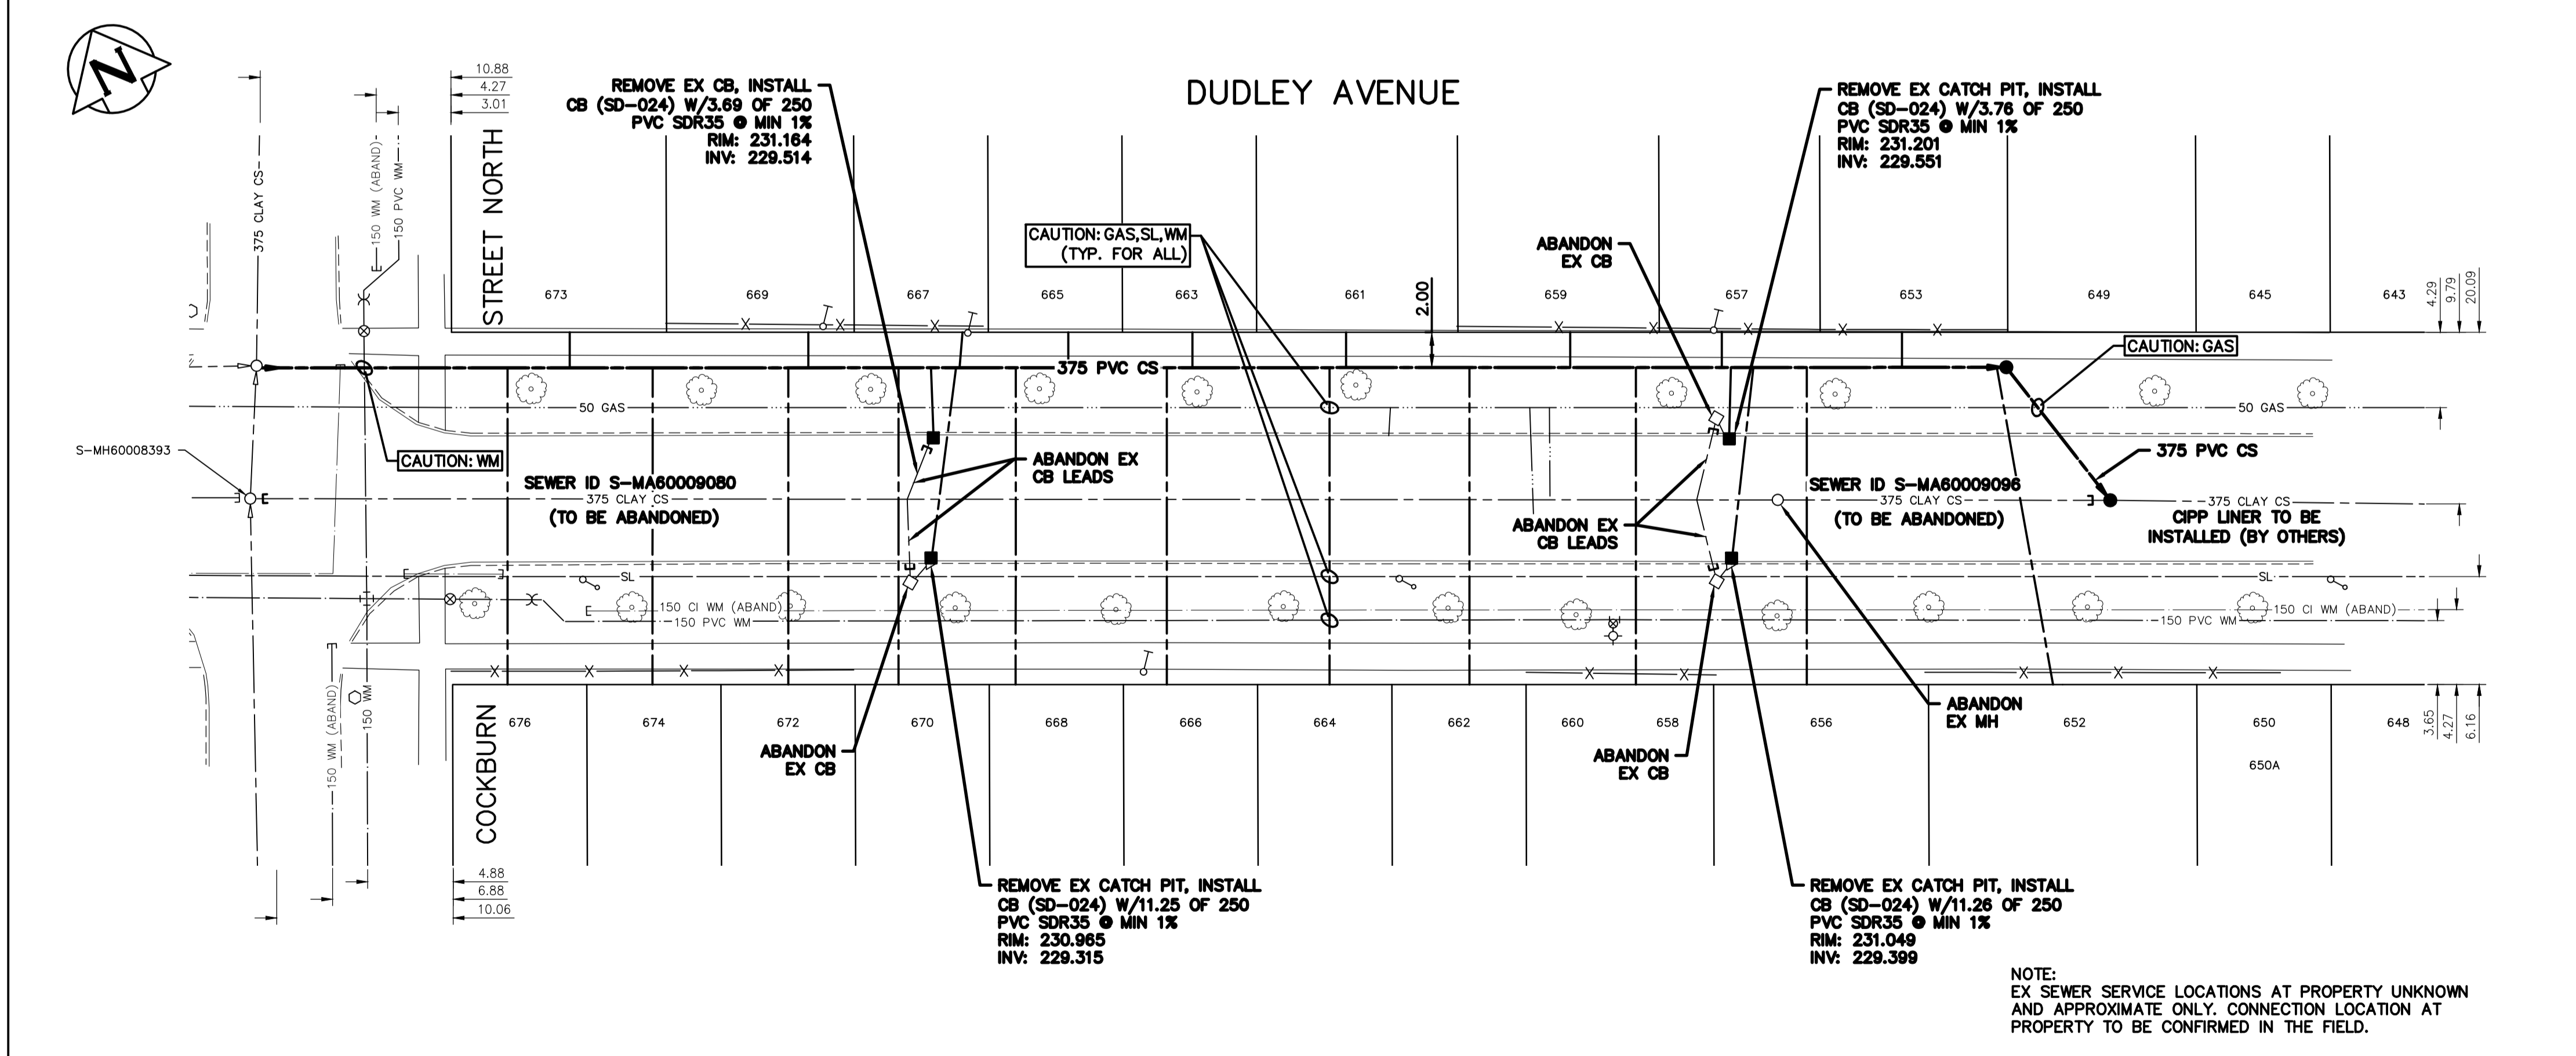 N
DUDLEY AVENUE
10.88
4.27
3.01
REMOVE EX CB, INSTALL
CB (SD-024) W/3.69 OF 250
PVC SDR35 @ MIN 1%
RIM: 231.164
INV: 229.514
REMOVE EX CATCH PIT, INSTALL
CB (SD-024) W/3.76 OF 250
PVC SDR35 @ MIN 1%
RIM: 231.201
INV: 229.551
375 CLAY CS
150 WM (ABAND)
150 PVC WM
STREET NORTH
CAUTION: GAS,SL,WM
(TYP. FOR ALL)
ABANDON
EX CB
2.00
673
669
667
665
663
661
659
657
653
649
645
643
4.29
9.79
20.09
CAUTION: GAS
375 PVC CS
50 GAS
50 GAS
S-MH60008393
CAUTION: WM
ABANDON EX
CB LEADS
375 PVC CS
SEWER ID S-MA60009080
375 CLAY CS
(TO BE ABANDONED)
SEWER ID S-MA60009096
375 CLAY CS
(TO BE ABANDONED)
375 CLAY CS
CIPP LINER TO BE
INSTALLED (BY OTHERS)
ABANDON EX
CB LEADS
SL
SL
150 CI WM (ABAND)
150 PVC WM
150 CI WM (ABAND)
150 PVC WM
150 WM (ABAND)
150 WM
COCKBURN
676
674
672
670
668
666
664
662
660
658
656
652
650
648
650A
ABANDON
EX MH
3.65
4.27
6.16
ABANDON
EX CB
ABANDON
EX CB
4.88
6.88
10.06
REMOVE EX CATCH PIT, INSTALL
CB (SD-024) W/11.25 OF 250
PVC SDR35 @ MIN 1%
RIM: 230.965
INV: 229.315
REMOVE EX CATCH PIT, INSTALL
CB (SD-024) W/11.26 OF 250
PVC SDR35 @ MIN 1%
RIM: 231.049
INV: 229.399
NOTE:
EX SEWER SERVICE LOCATIONS AT PROPERTY UNKNOWN
AND APPROXIMATE ONLY. CONNECTION LOCATION AT
PROPERTY TO BE CONFIRMED IN THE FIELD.